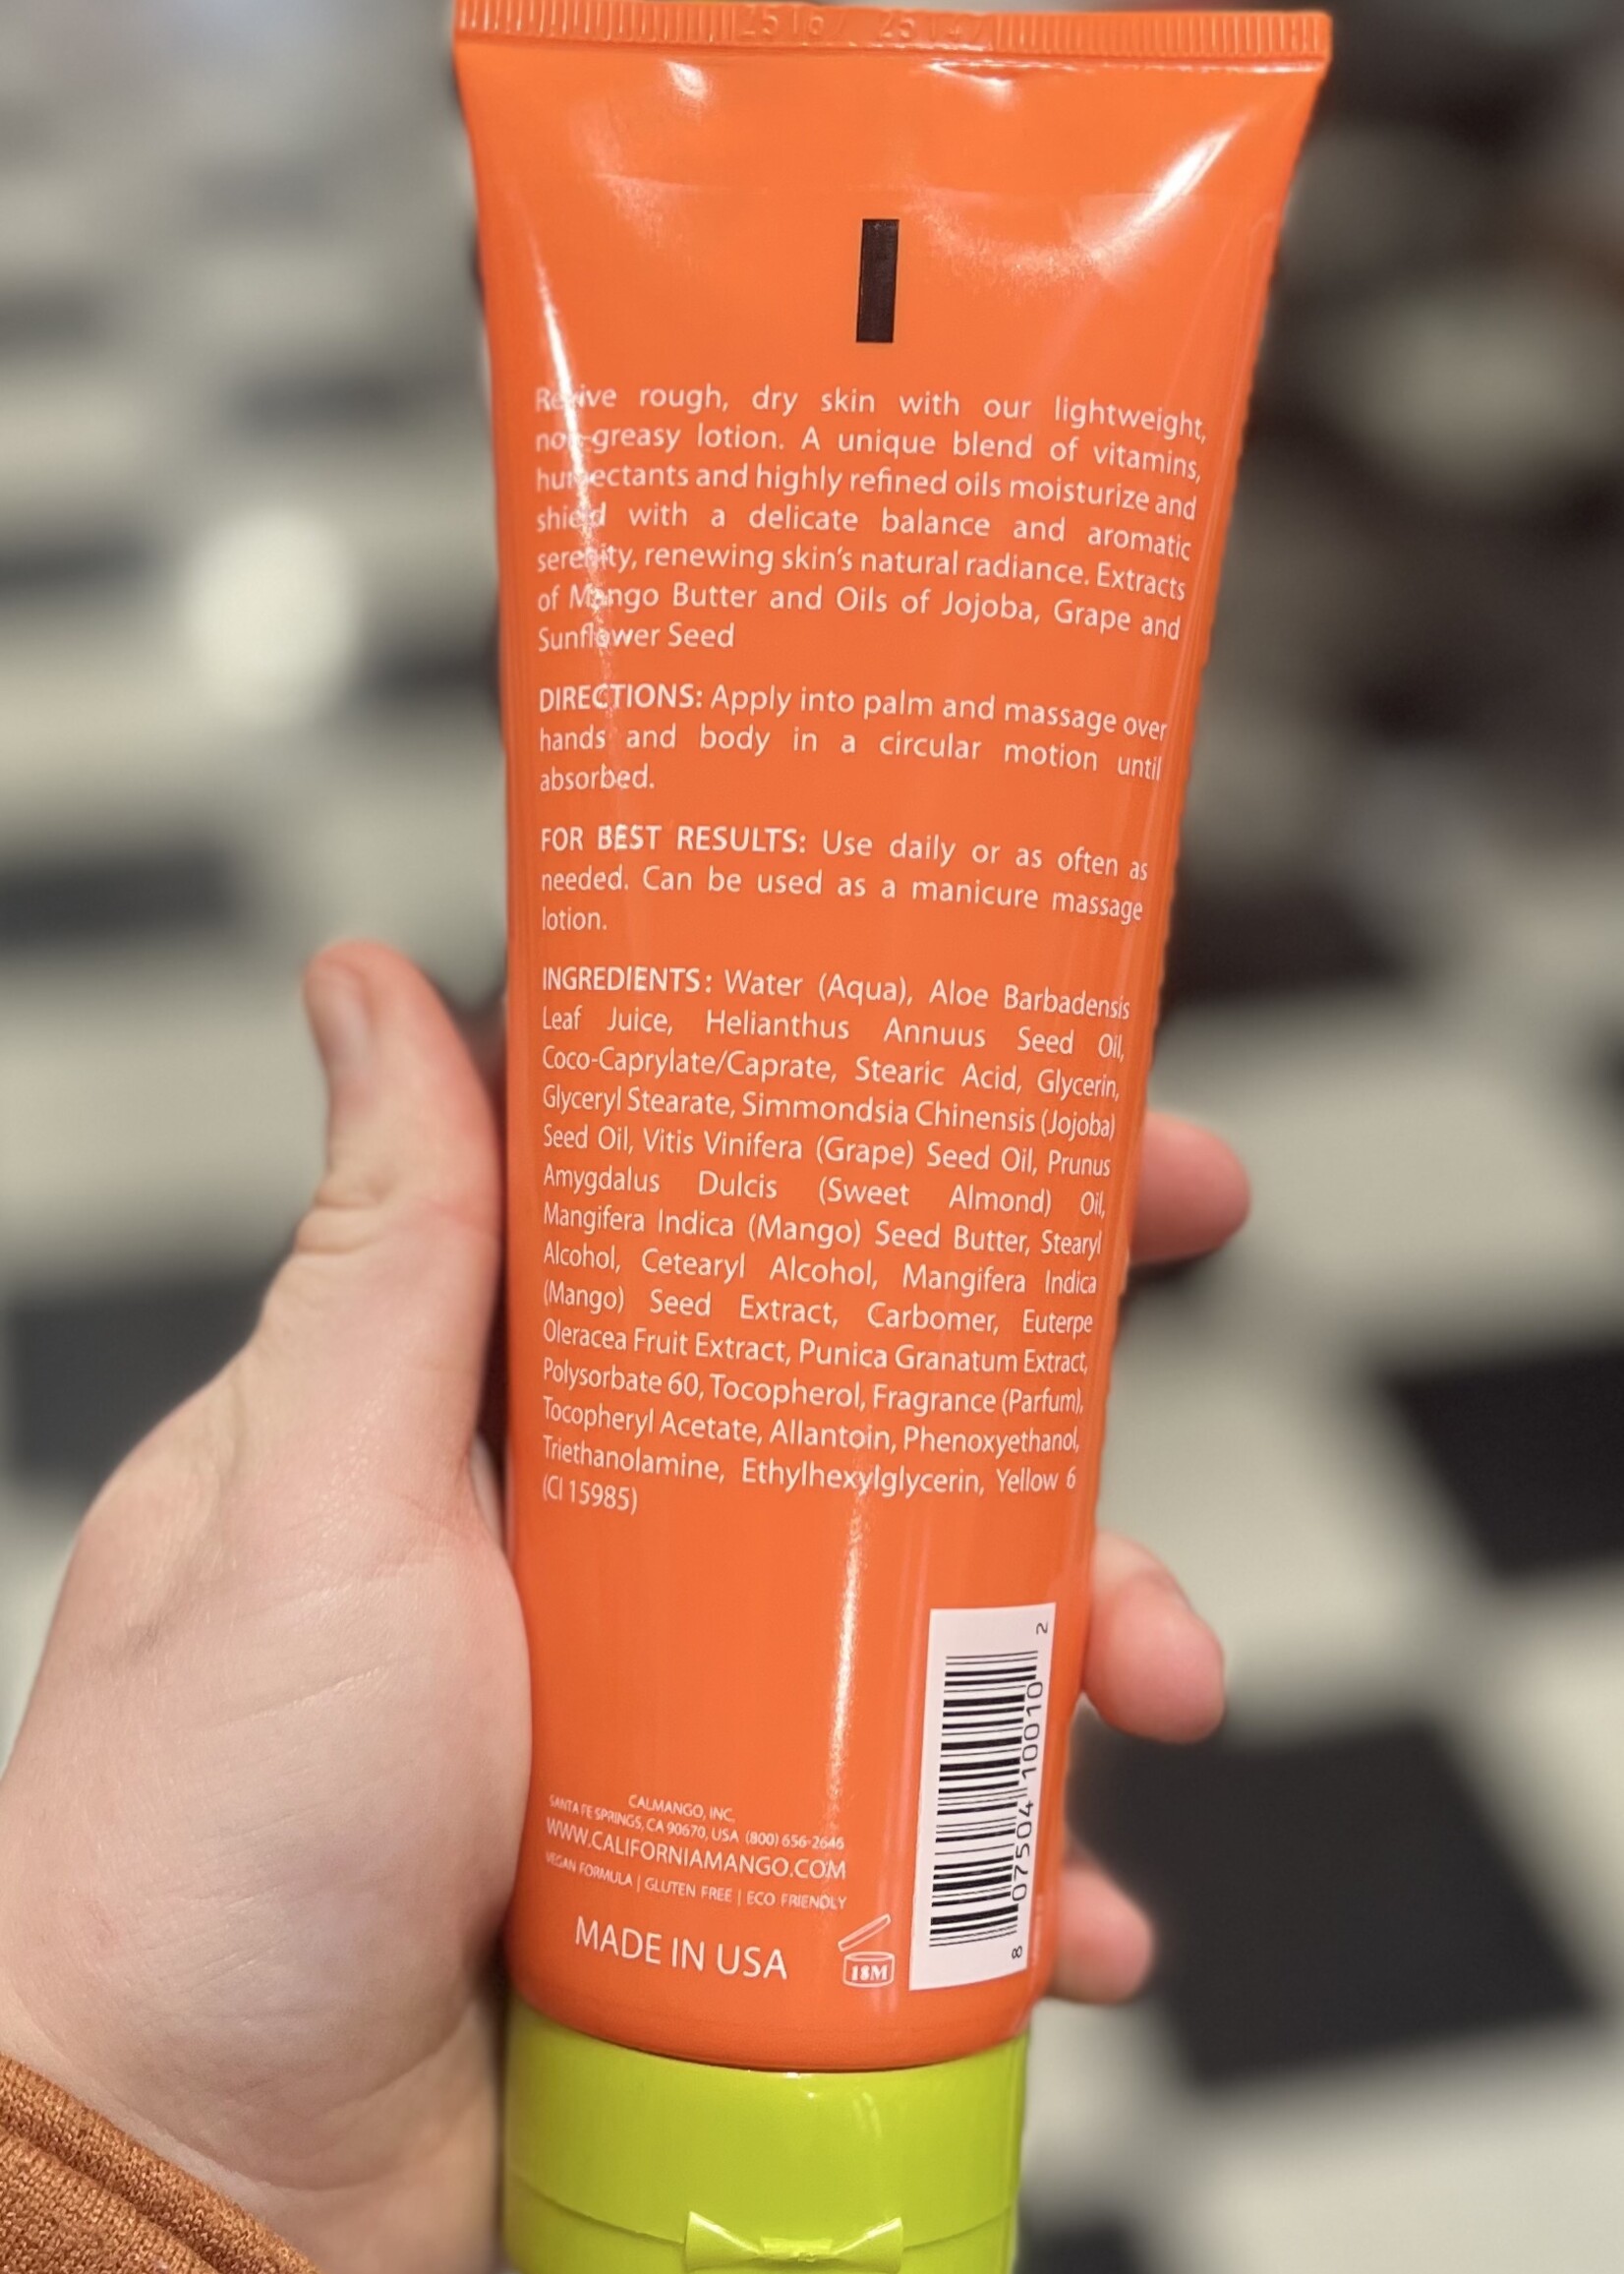 Revive rough, dry skin with our lightweight,
non-greasy lotion. A unique blend of vitamins,
humectants and highly refined oils moisturize and
shield with a delicate balance and aromatic
serenity, renewing skin's natural radiance. Extracts
of Mango Butter and Oils of Jojoba, Grape and
Sunflower Seed
DIRECTIONS: Apply into palm and massage over
hands and body in a circular motion until
absorbed.
FOR BEST RESULTS: Use daily or as often as
needed. Can be used as a manicure massage
lotion.
INGREDIENTS: Water (Aqua), Aloe Barbadensis
Leaf Juice, Helianthus Annuus Seed Oil,
Coco-Caprylate/Caprate, Stearic Acid, Glycerin,
Glyceryl Stearate, Simmondsia Chinensis (Jojoba)
Seed Oil, Vitis Vinifera (Grape) Seed Oil, Prunus
Amygdalus Dulcis (Sweet Almond) Oil,
Mangifera Indica (Mango) Seed Butter, Stearyl
Alcohol, Cetearyl Alcohol, Mangifera Indica
(Mango) Seed Extract, Carbomer, Euterpe
Oleracea Fruit Extract, Punica Granatum Extract,
Polysorbate 60, Tocopherol, Fragrance (Parfum),
Tocopheryl Acetate, Allantoin, Phenoxyethanol,
Triethanolamine, Ethylhexylglycerin, Yellow 6
(CI 15985)
CALMANGO, INC.
SANTA FE SPRINGS, CA 90670, USA (800) 656-2646
WWW.CALIFORNIAMANGO.COM
VEGAN FORMULA | GLUTEN FREE | ECO FRIENDLY
MADE IN USA
18M
8 07504 10010 2